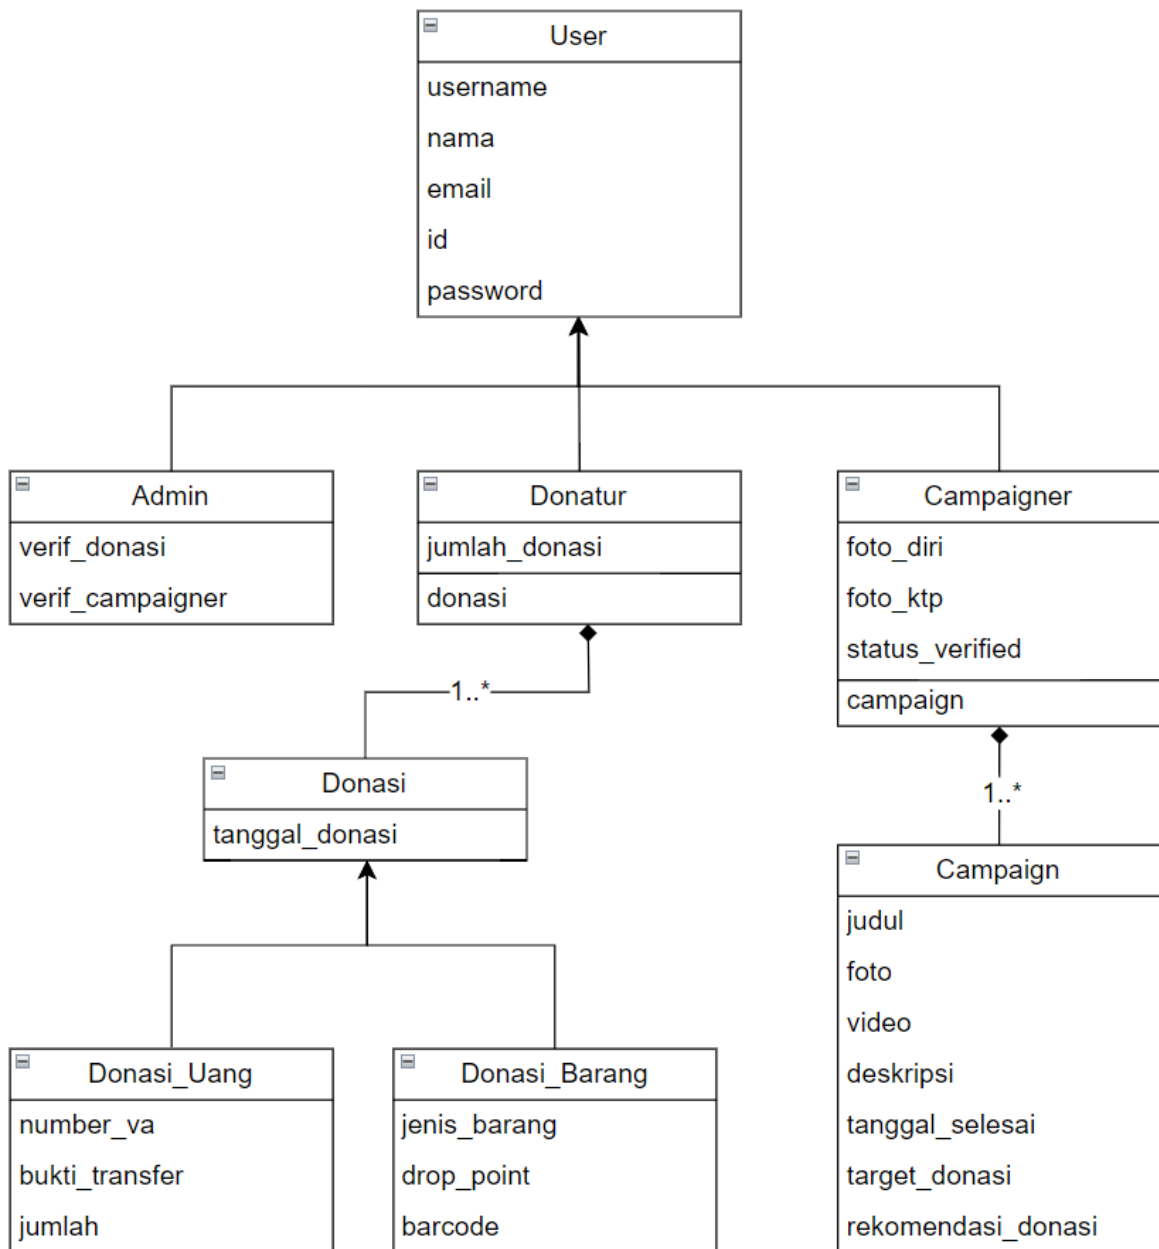 User
username
nama
email
id
password
Admin
verif_donasi
verif_campaigner
Donatur
jumlah_donasi
donasi
Campaigner
foto_diri
foto_ktp
status_verified
campaign
1..*
Donasi
tanggal_donasi
1..*
Campaign
judul
foto
video
deskripsi
tanggal_selesai
target_donasi
rekomendasi_donasi
Donasi_Uang
number_va
bukti_transfer
jumlah
Donasi_Barang
jenis_barang
drop_point
barcode